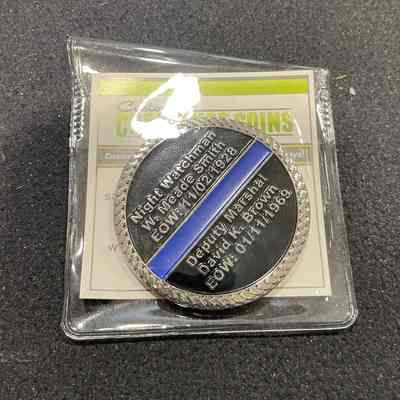 COINS
Night Watchman
W. Meade Smith
EOW: 11/02/1928
Deputy Marshal
David K. Brown
EOW: 01/11/1969